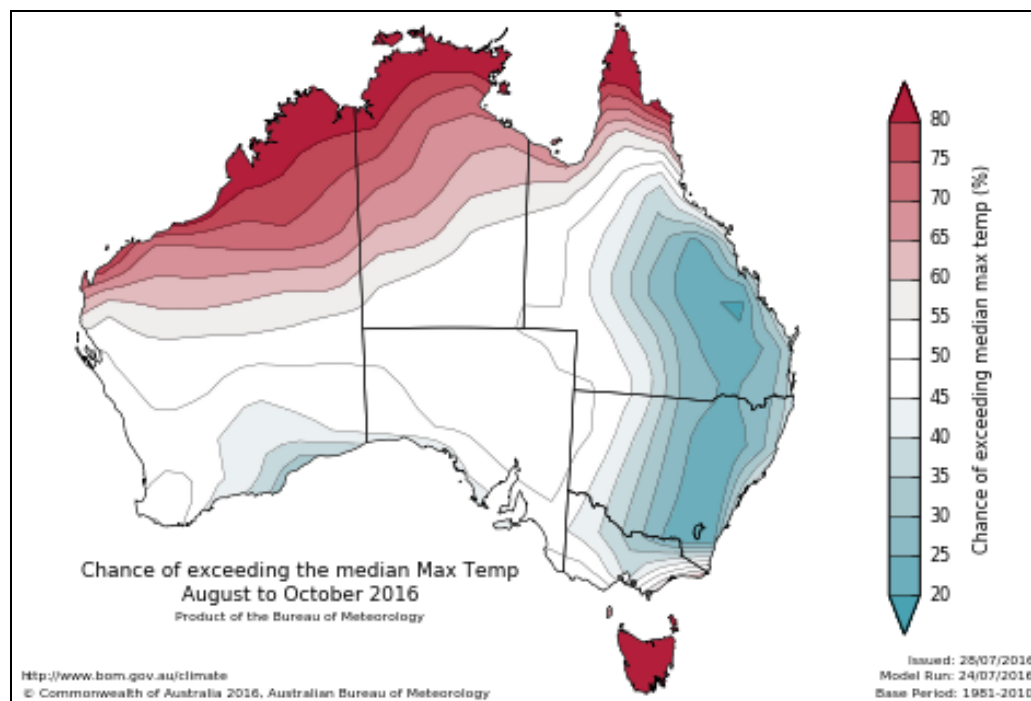 80
75
70
65
60
55
50
45
40
35
30
25
20
Chance of exceeding median max temp (%)
Chance of exceeding the median Max Temp
August to October 2016
Product of the Bureau of Meteorology
http://www.bom.gov.au/climate
© Commonwealth of Australia 2016, Australian Bureau of Meteorology
Issued: 28/07/2016
Model Run: 24/07/2016
Base Period: 1981-2010